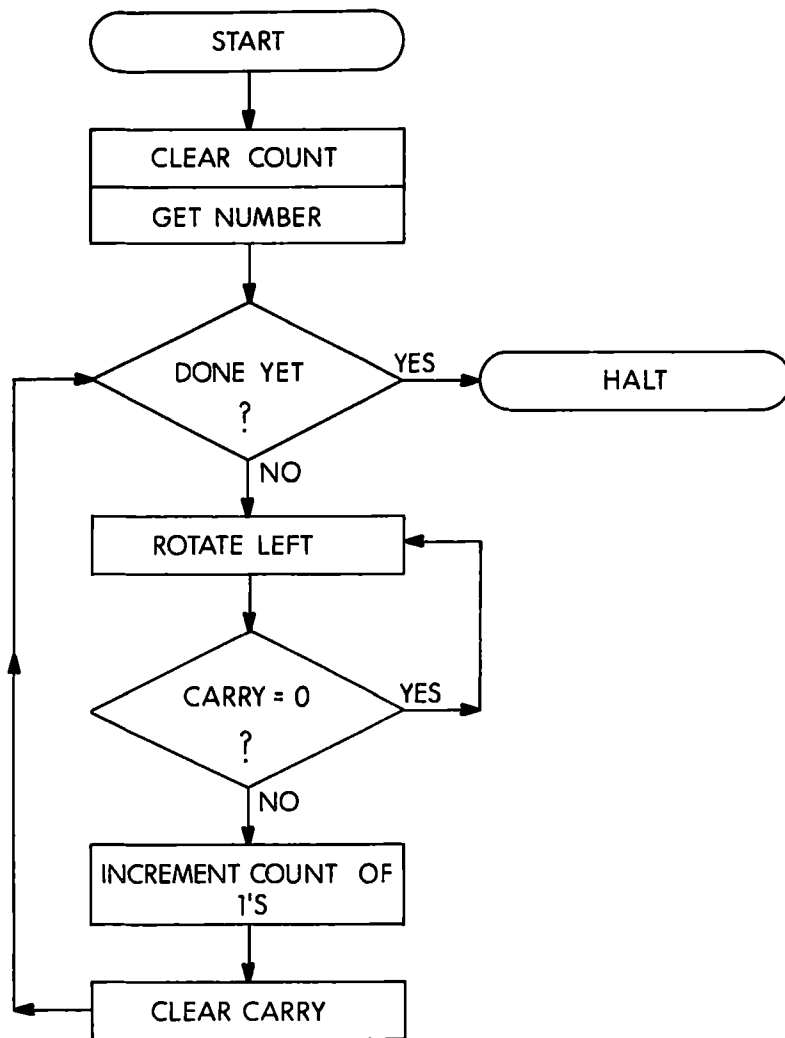 START
CLEAR COUNT
GET NUMBER
DONE YET
?
YES
HALT
NO
ROTATE LEFT
CARRY = 0
?
YES
NO
INCREMENT COUNT OF
1'S
CLEAR CARRY